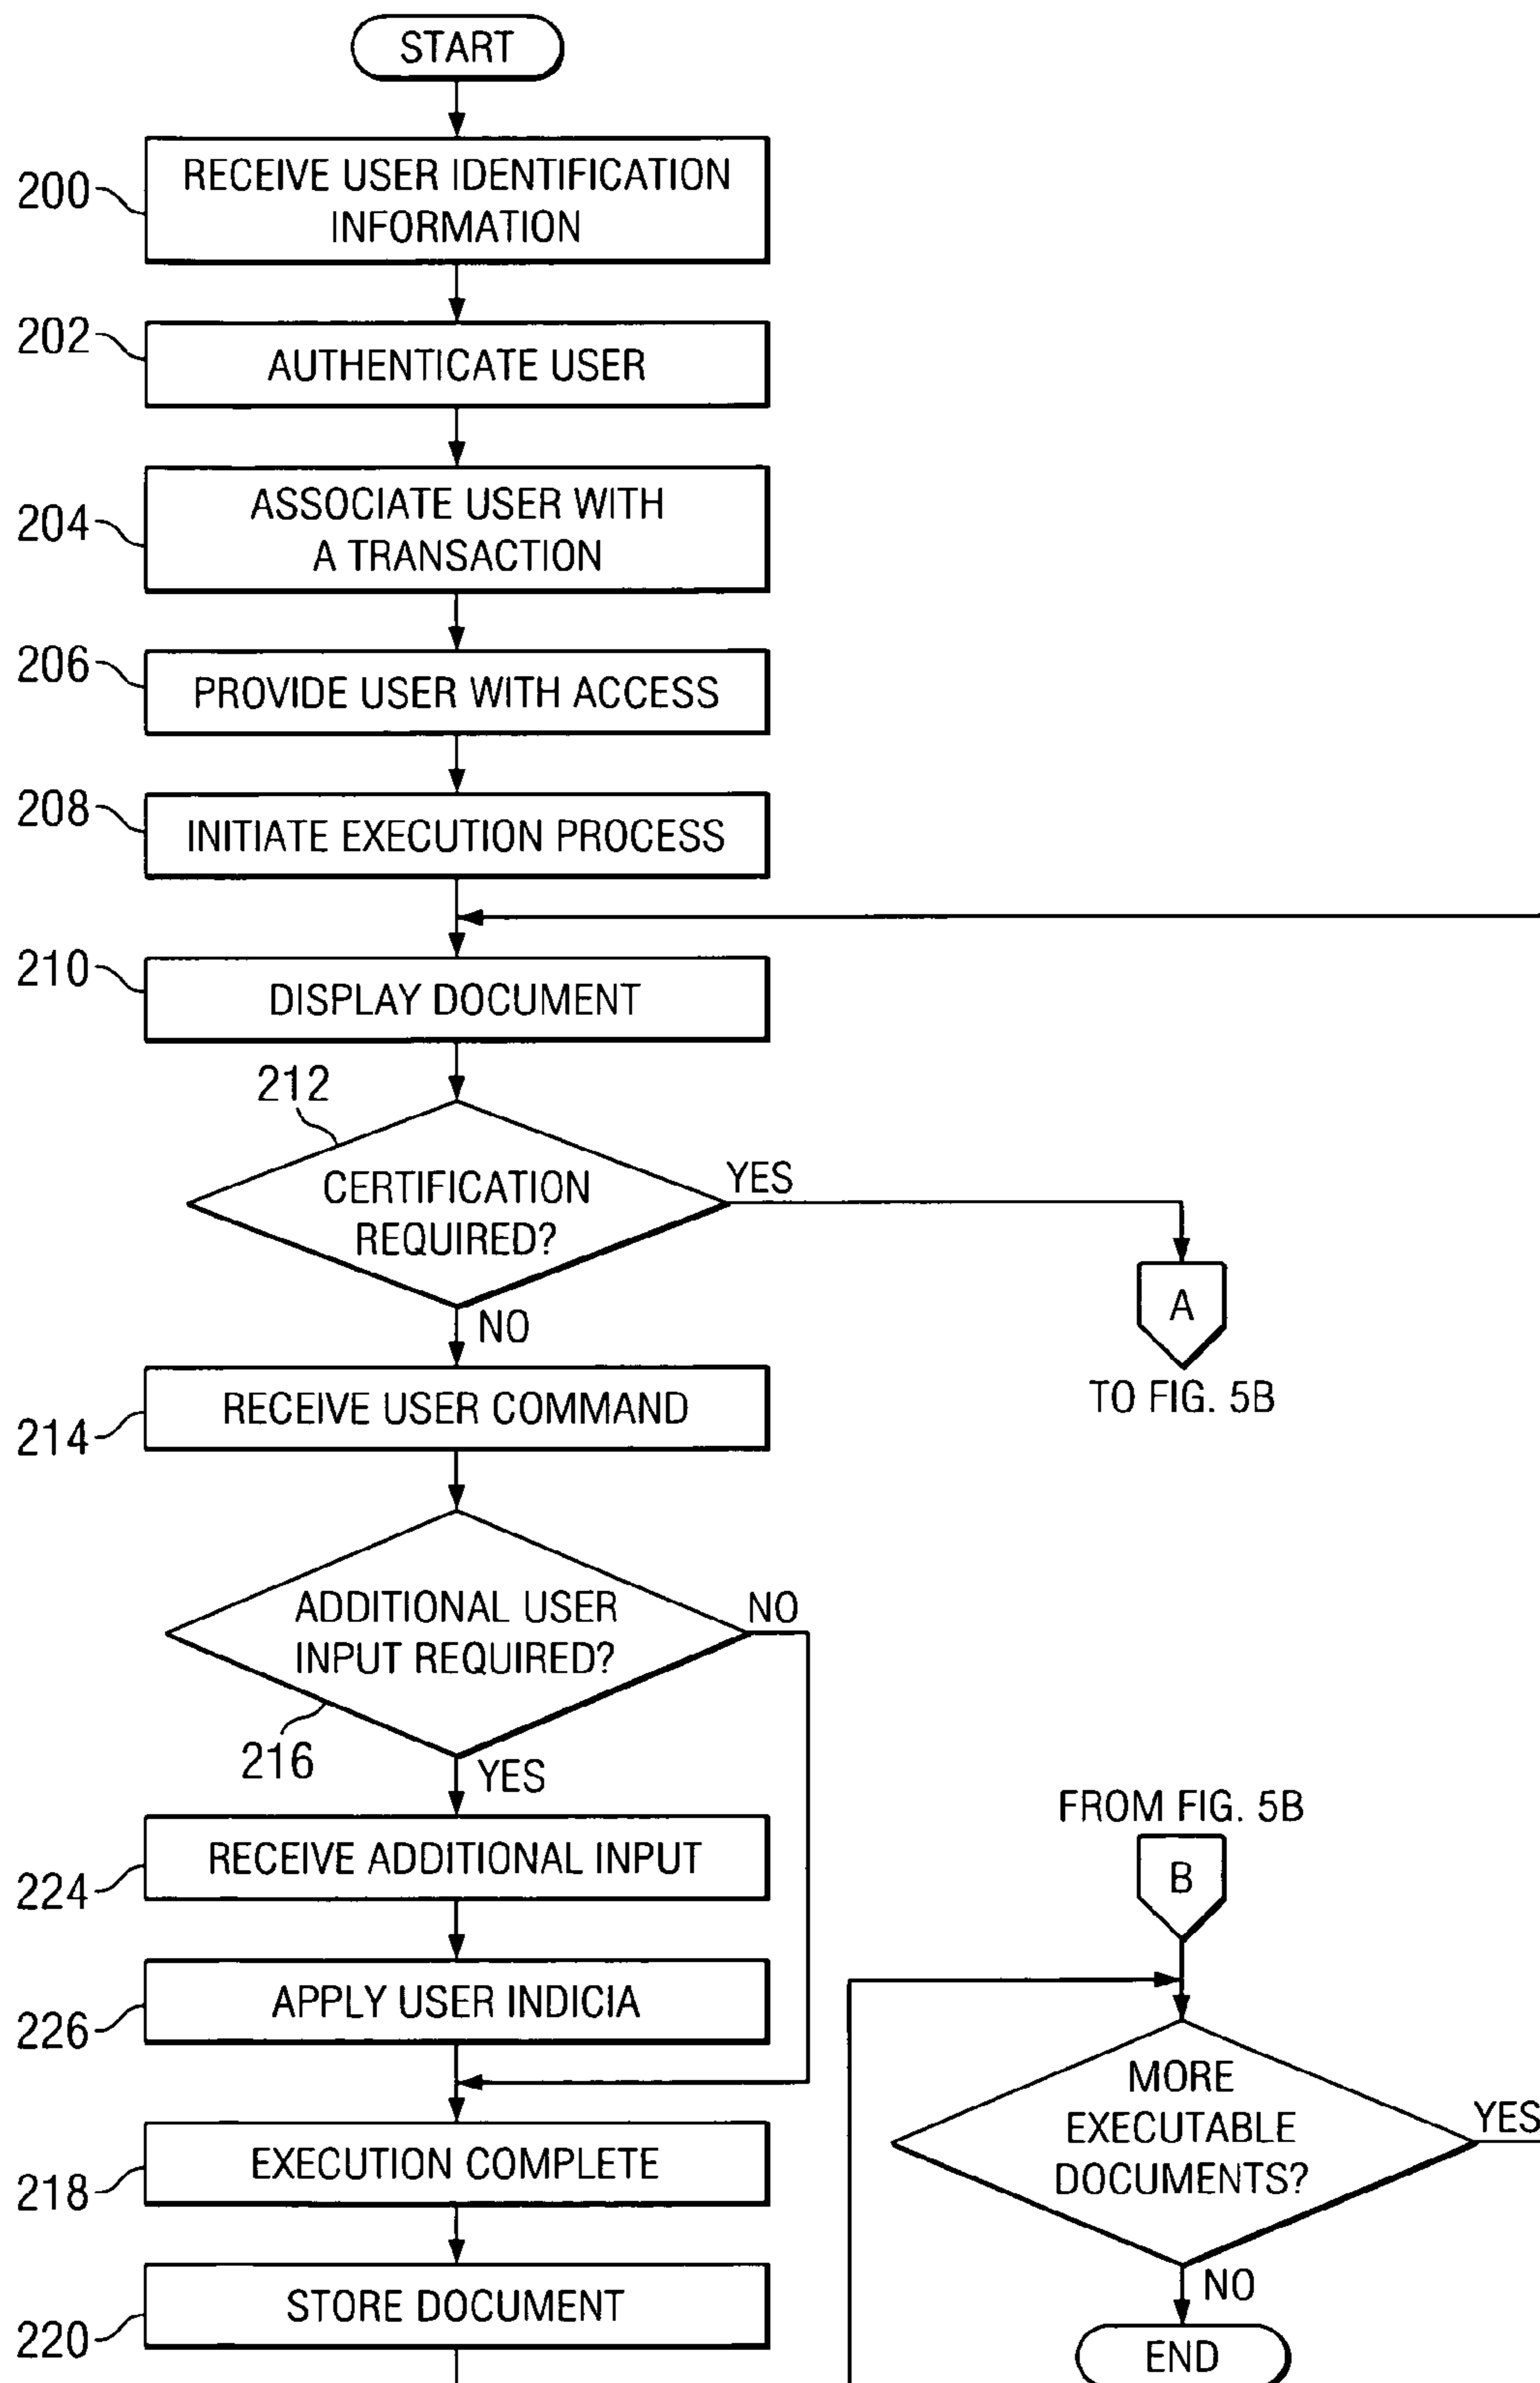 START
200
RECEIVE USER IDENTIFICATION
INFORMATION
202
AUTHENTICATE USER
204
ASSOCIATE USER WITH
A TRANSACTION
206
PROVIDE USER WITH ACCESS
208
INITIATE EXECUTION PROCESS
210
DISPLAY DOCUMENT
212
CERTIFICATION
REQUIRED?
YES
A
TO FIG. 5B
NO
214
RECEIVE USER COMMAND
ADDITIONAL USER
INPUT REQUIRED?
NO
216
YES
224
RECEIVE ADDITIONAL INPUT
226
APPLY USER INDICIA
218
EXECUTION COMPLETE
220
STORE DOCUMENT
FROM FIG. 5B
B
MORE
EXECUTABLE
DOCUMENTS?
YES
NO
END